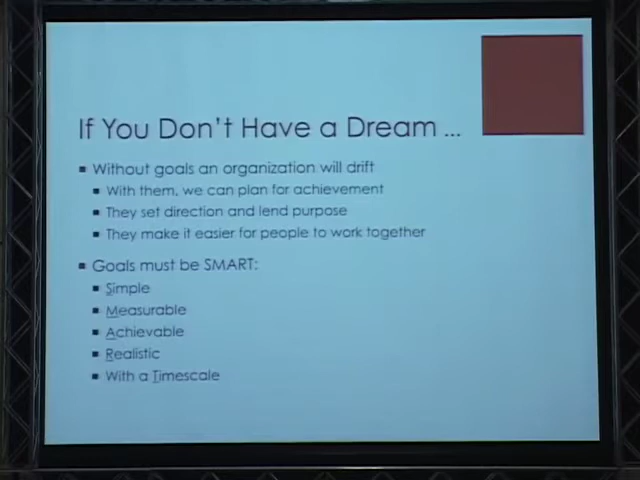 If You Don't Have a Dream ...
Without goals an organization will drift
With them, we can plan for achievement
They set direction and lend purpose
They make it easier for people to work together
Goals must be SMART:
Simple
Measurable
Achievable
Realistic
With a Timescale